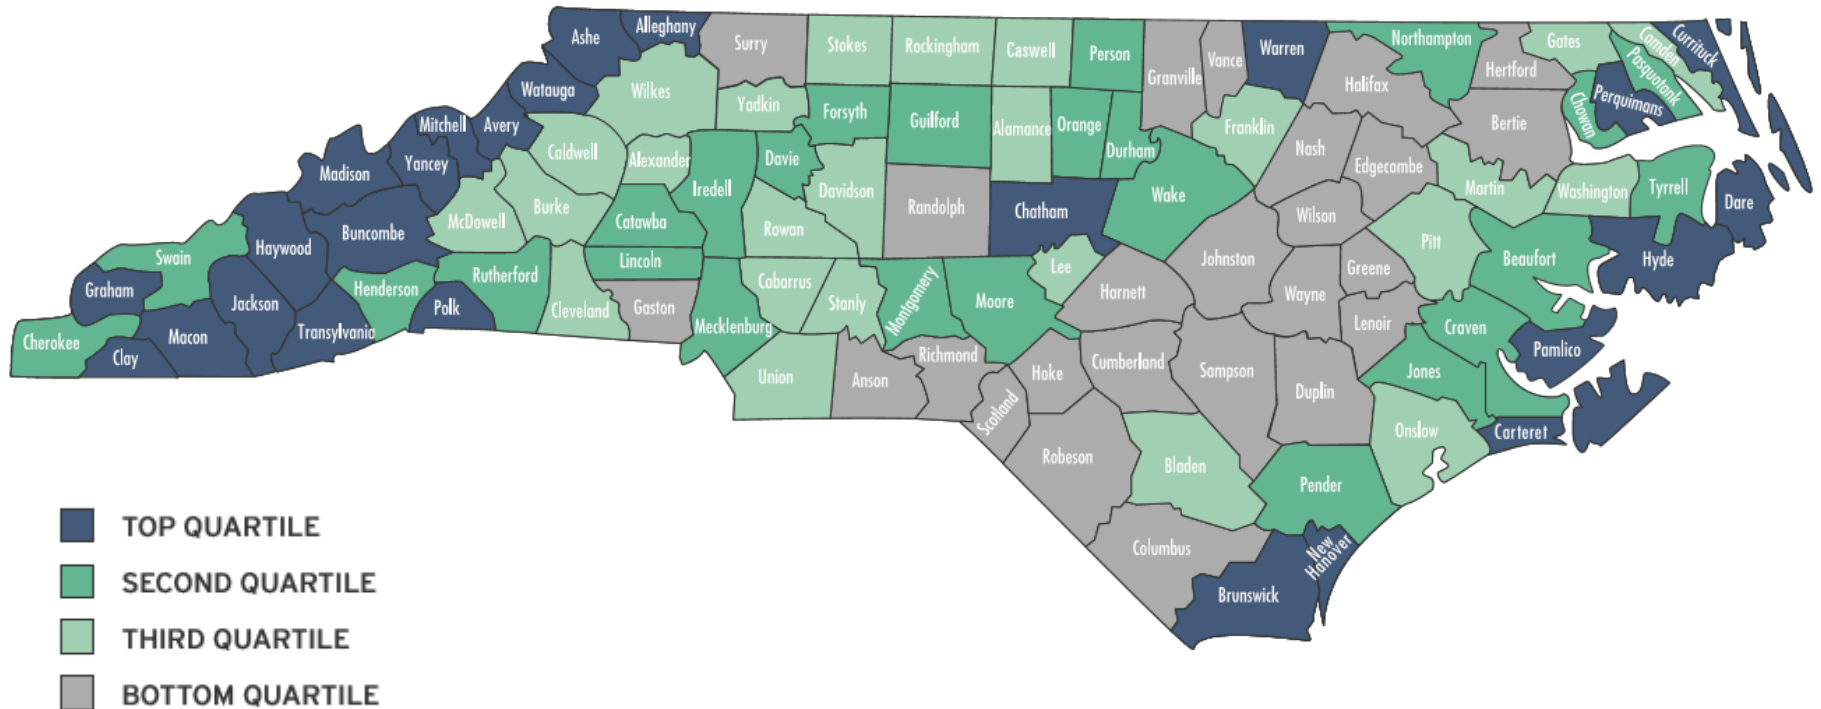 Ashe
Alleghany
Surry
Stokes
Rockingham
Caswell
Person
Granville
Vance
Warren
Northampton
Halifax
Hertford
Gates
Camden
Currituck
Pasquotank
Perquimans
Chowan
Bertie
Watauga
Wilkes
Yadkin
Forsyth
Guilford
Alamance
Orange
Durham
Franklin
Nash
Edgecombe
Mitchell
Avery
Caldwell
Alexander
Iredell
Davie
Davidson
Randolph
Chatham
Wake
Wilson
Martin
Washington
Tyrrell
Dare
Madison
Yancey
McDowell
Burke
Catawba
Rowan
Johnston
Greene
Pitt
Beaufort
Hyde
Swain
Haywood
Buncombe
Rutherford
Lincoln
Cabarrus
Stanly
Montgomery
Moore
Lee
Harnett
Wayne
Lenoir
Craven
Pamlico
Graham
Jackson
Henderson
Polk
Cleveland
Gaston
Mecklenburg
Cherokee
Clay
Macon
Transylvania
Union
Anson
Richmond
Scotland
Hoke
Cumberland
Sampson
Duplin
Jones
Onslow
Carteret
Robeson
Bladen
Pender
Columbus
Brunswick
New
Hanover
TOP QUARTILE
SECOND QUARTILE
THIRD QUARTILE
BOTTOM QUARTILE